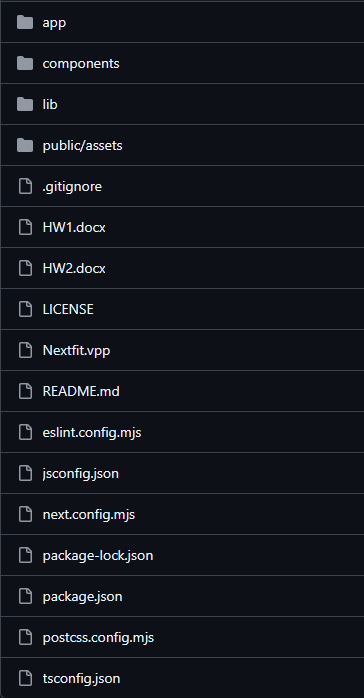 app
components
lib
public/assets
.gitignore
HW1.docx
HW2.docx
LICENSE
Nextfit.vpp
README.md
eslint.config.mjs
jsconfig.json
next.config.mjs
package-lock.json
package.json
postcss.config.mjs
tsconfig.json